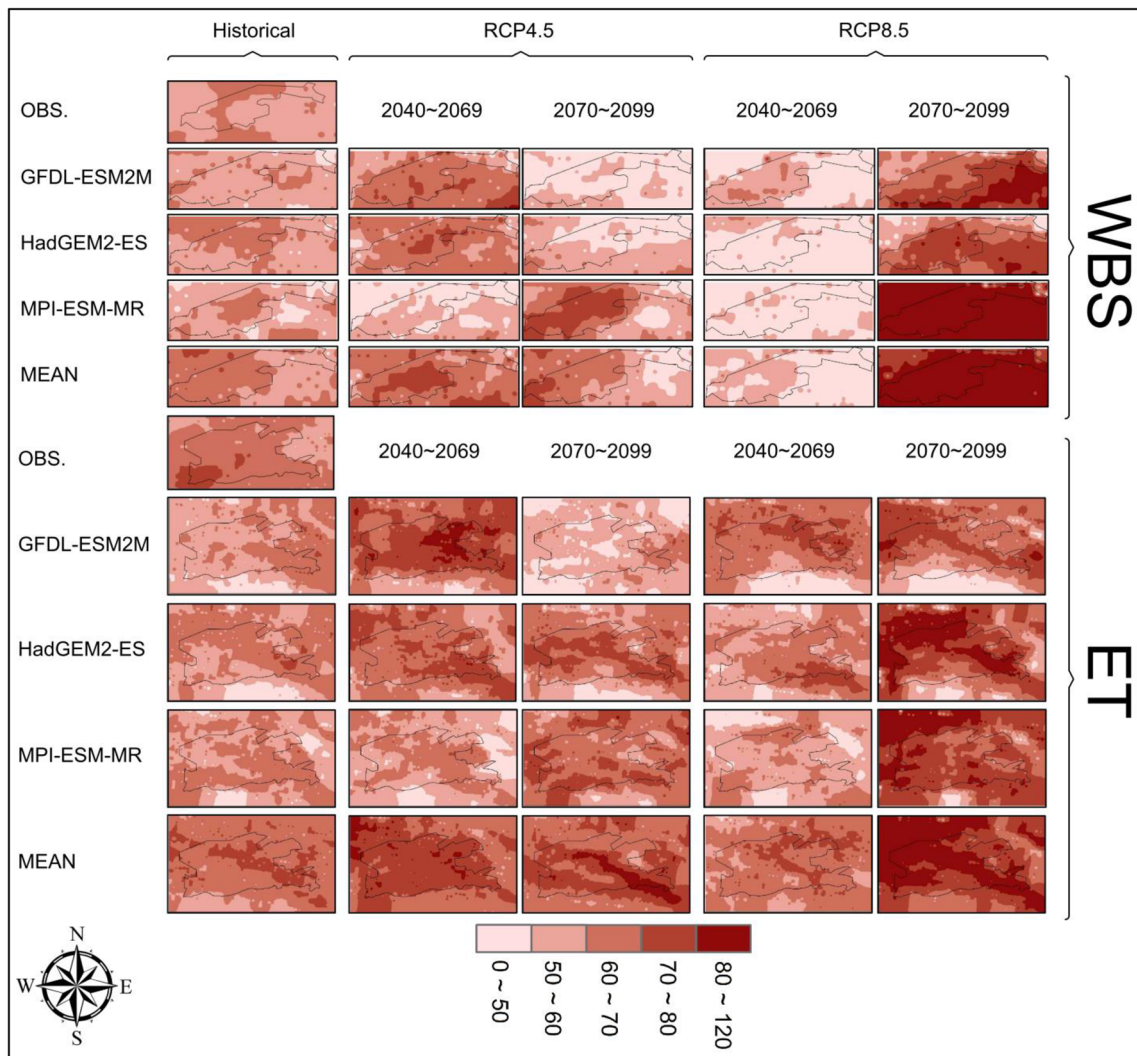 Historical RCP4.5 RCP8.5
OBS. 2040~2069 2070~2099 2040~2069 2070~2099
GFDL-ESM2M
HadGEM2-ES
MPI-ESM-MR
MEAN
WBS
OBS. 2040~2069 2070~2099 2040~2069 2070~2099
GFDL-ESM2M
HadGEM2-ES
MPI-ESM-MR
MEAN
ET
N
W E
S
0 ~ 50
50 ~ 60
60 ~ 70
70 ~ 80
80 ~ 120